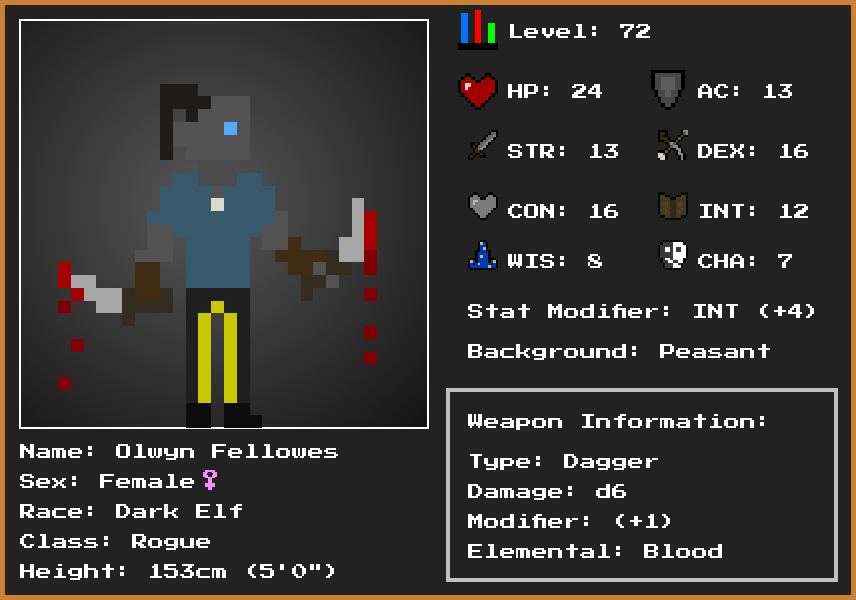 Level: 72
HP: 24 AC: 13
STR: 13 DEX: 16
CON: 16 INT: 12
WIS: 8 CHA: 7
Stat Modifier: INT (+4)
Background: Peasant
Weapon Information:
Type: Dagger
Damage: d6
Modifier: (+1)
Elemental: Blood
Name: Olwyn Fellowes
Sex: Female♀
Race: Dark Elf
Class: Rogue
Height: 153cm (5'0")